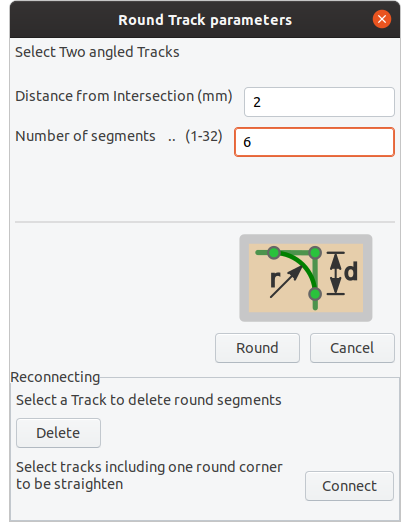 Round Track parameters
Select Two angled Tracks
Distance from Intersection (mm) 2
Number of segments .. (1-32) 6
r d
Round Cancel
Reconnecting
Select a Track to delete round segments
Delete
Select tracks including one round corner
to be straighten
Connect